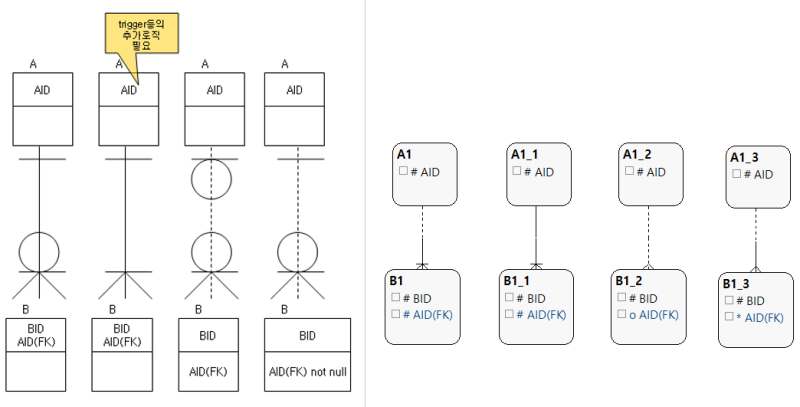 trigger등의
추가로직
필요
A
A
A
A
AID
AID
AID
AID
B
B
B
B
BID
AID(FK)
BID
AID(FK)
BID
AID(FK)
BID
AID(FK) not null
A1
# AID
A1_1
# AID
A1_2
# AID
A1_3
# AID
B1
# BID
# AID(FK)
B1_1
# BID
# AID(FK)
B1_2
# BID
o AID(FK)
B1_3
# BID
* AID(FK)